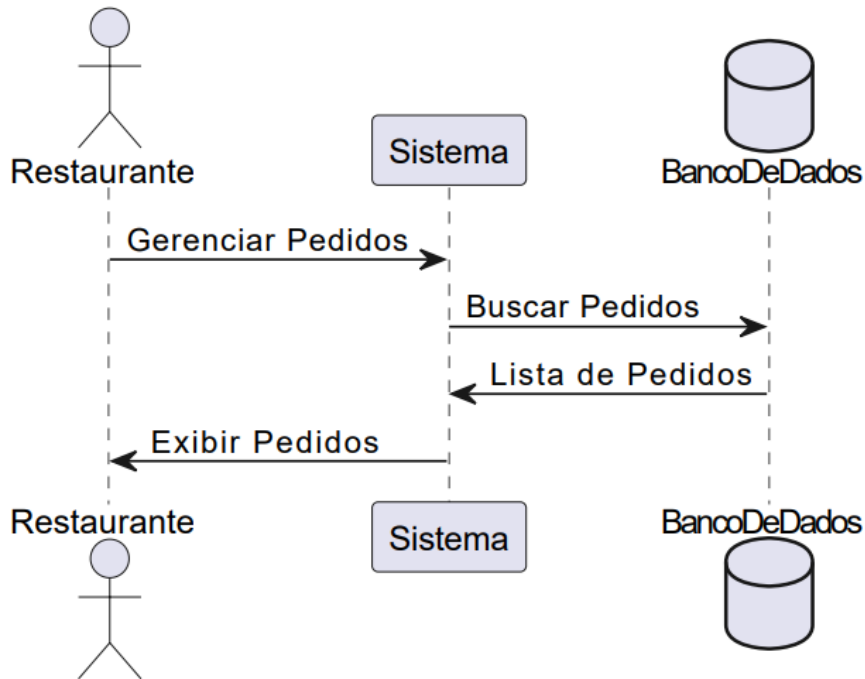 Restaurante
Sistema
BancoDeDados
Gerenciar Pedidos
Buscar Pedidos
Lista de Pedidos
Exibir Pedidos
Restaurante
Sistema
BancoDeDados